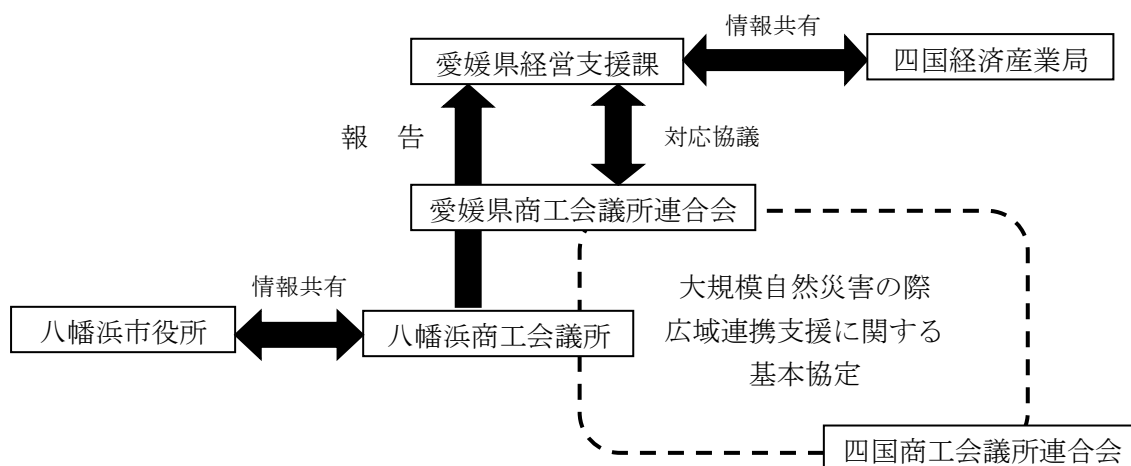 情報共有
愛媛県経営支援課
四国経済産業局
報 告
対応協議
愛媛県商工会議所連合会
大規模自然災害の際
広域連携支援に関する
基本協定
情報共有
八幡浜市役所
八幡浜商工会議所
四国商工会議所連合会